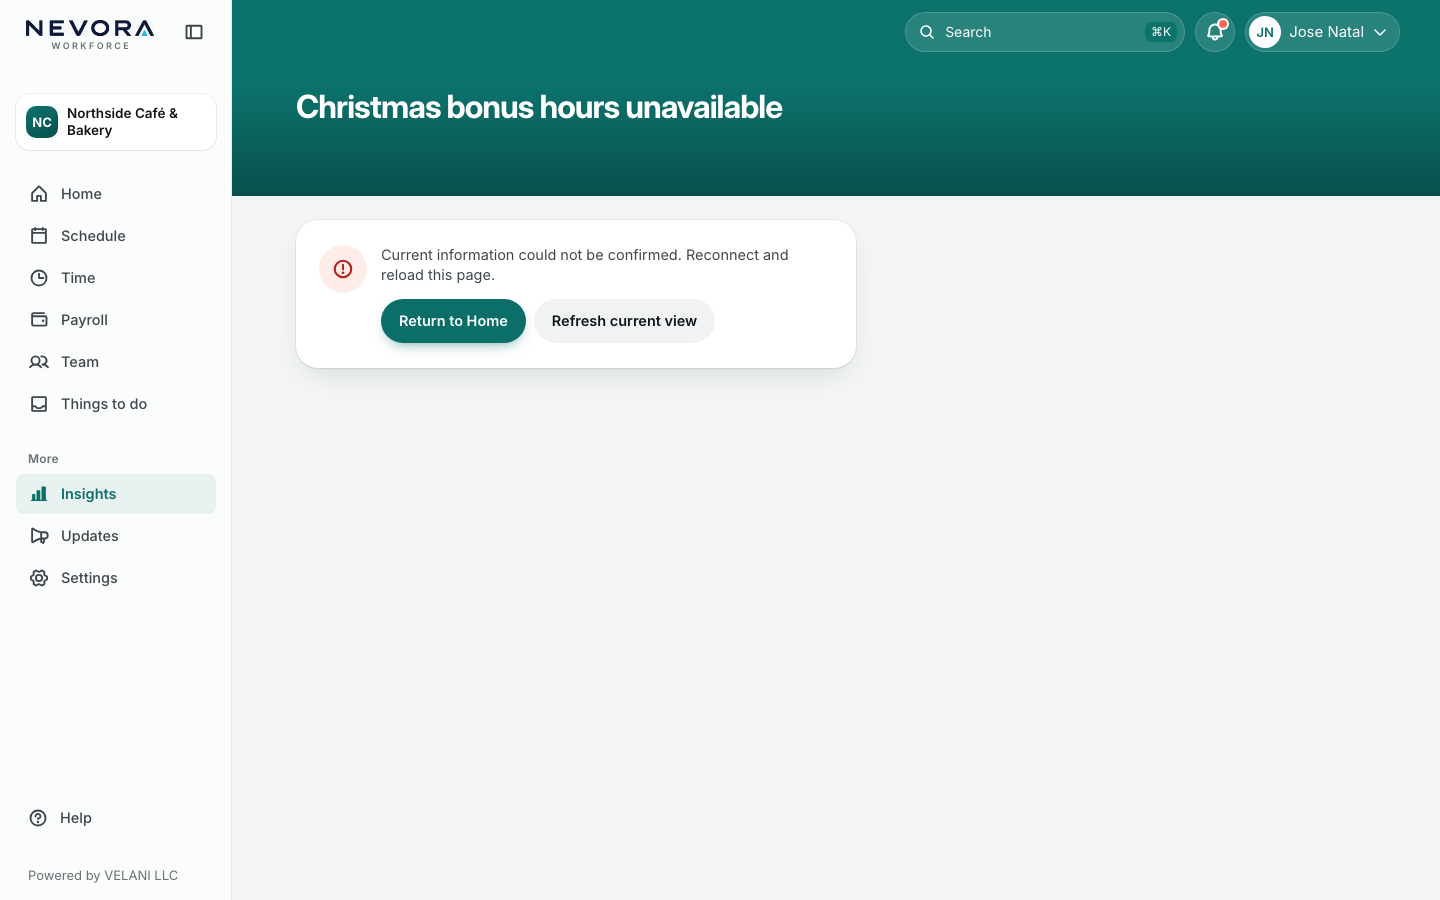 NEVORA
WORKFORCE
Search
⌘K
JN
Jose Natal
Northside Café &
Bakery
NC
Christmas bonus hours unavailable
Home
Schedule
Time
Payroll
Team
Things to do
More
Insights
Updates
Settings
Current information could not be confirmed. Reconnect and
reload this page.
Return to Home
Refresh current view
Help
Powered by VELANI LLC